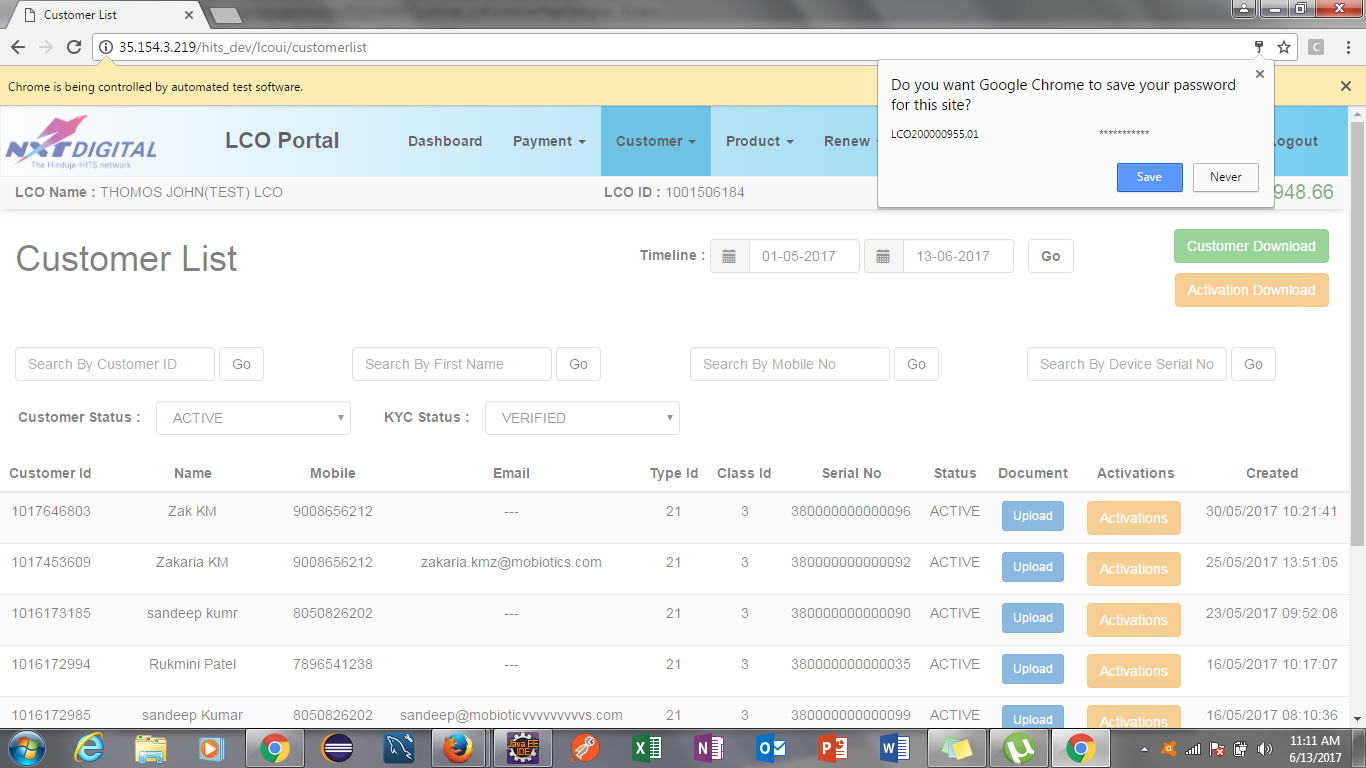 Customer List
35.154.3.219/hits_dev/lcoui/customerlist
C
Chrome is being controlled by automated test software.
Do you want Google Chrome to save your password
for this site?
LCO200000955.01 ***********
Save Never
NXTDIGITAL
The Hinduja-HITS network
LCO Portal
Dashboard Payment Customer Product Renew ogout
LCO Name : THOMOS JOHN(TEST) LCO LCO ID : 1001506184 948.66
Customer List
Timeline : 01-05-2017 13-06-2017 Go
Customer Download
Activation Download
Search By Customer ID Go Search By First Name Go Search By Mobile No Go Search By Device Serial No Go
Customer Status : ACTIVE KYC Status : VERIFIED
Customer Id Name Mobile Email Type Id Class Id Serial No Status Document Activations Created
1017646803 Zak KM 9008656212 --- 21 3 380000000000096 ACTIVE Upload Activations 30/05/2017 10:21:41
1017453609 Zakaria KM 9008656212 zakaria.kmz@mobiotics.com 21 3 380000000000092 ACTIVE Upload Activations 25/05/2017 13:51:05
1016173185 sandeep kumr 8050826202 --- 21 3 380000000000090 ACTIVE Upload Activations 23/05/2017 09:52:08
1016172994 Rukmini Patel 7896541238 --- 21 3 380000000000035 ACTIVE Upload Activations 16/05/2017 10:17:07
1016172985 sandeep Kumar 8050826202 sandeep@mobioticvvvvvvvvvs.com 21 3 380000000000099 ACTIVE Upload Activations 16/05/2017 08:10:36
Java EE
IDE
11:11 AM
6/13/2017